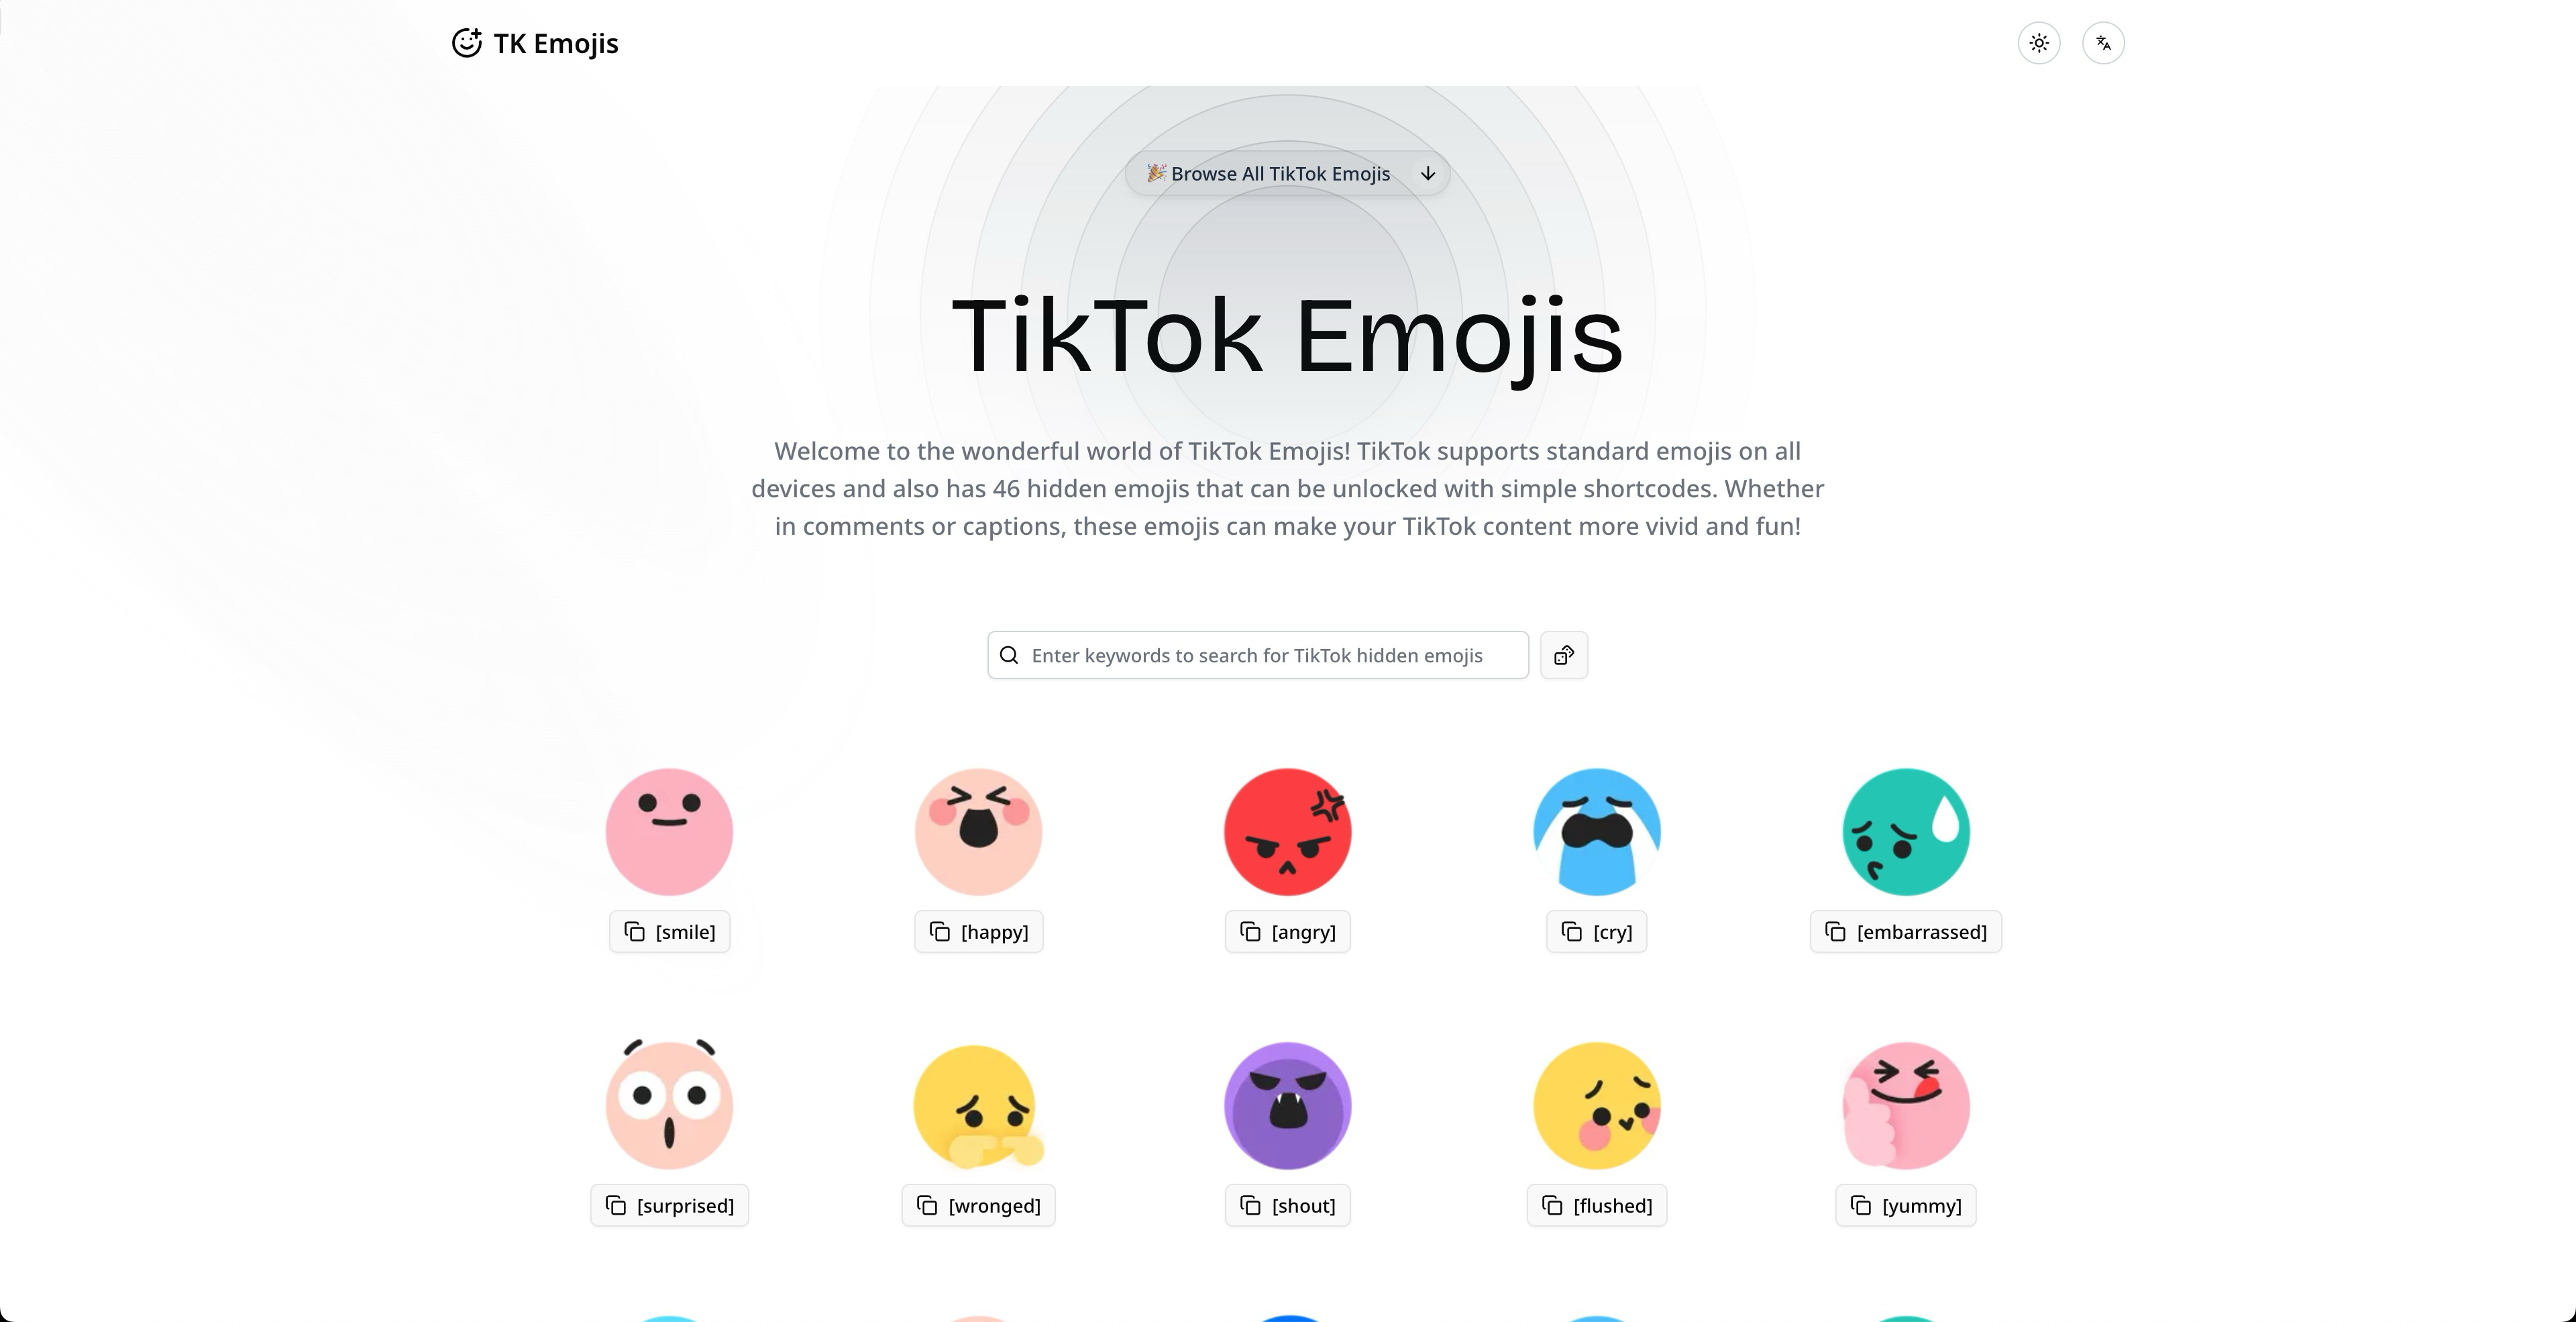 TK Emojis
🎉 Browse All TikTok Emojis
TikTok Emojis
Welcome to the wonderful world of TikTok Emojis! TikTok supports standard emojis on all
devices and also has 46 hidden emojis that can be unlocked with simple shortcodes. Whether
in comments or captions, these emojis can make your TikTok content more vivid and fun!
Enter keywords to search for TikTok hidden emojis
[smile] [happy] [angry] [cry] [embarrassed]
[surprised] [wronged] [shout] [flushed] [yummy]